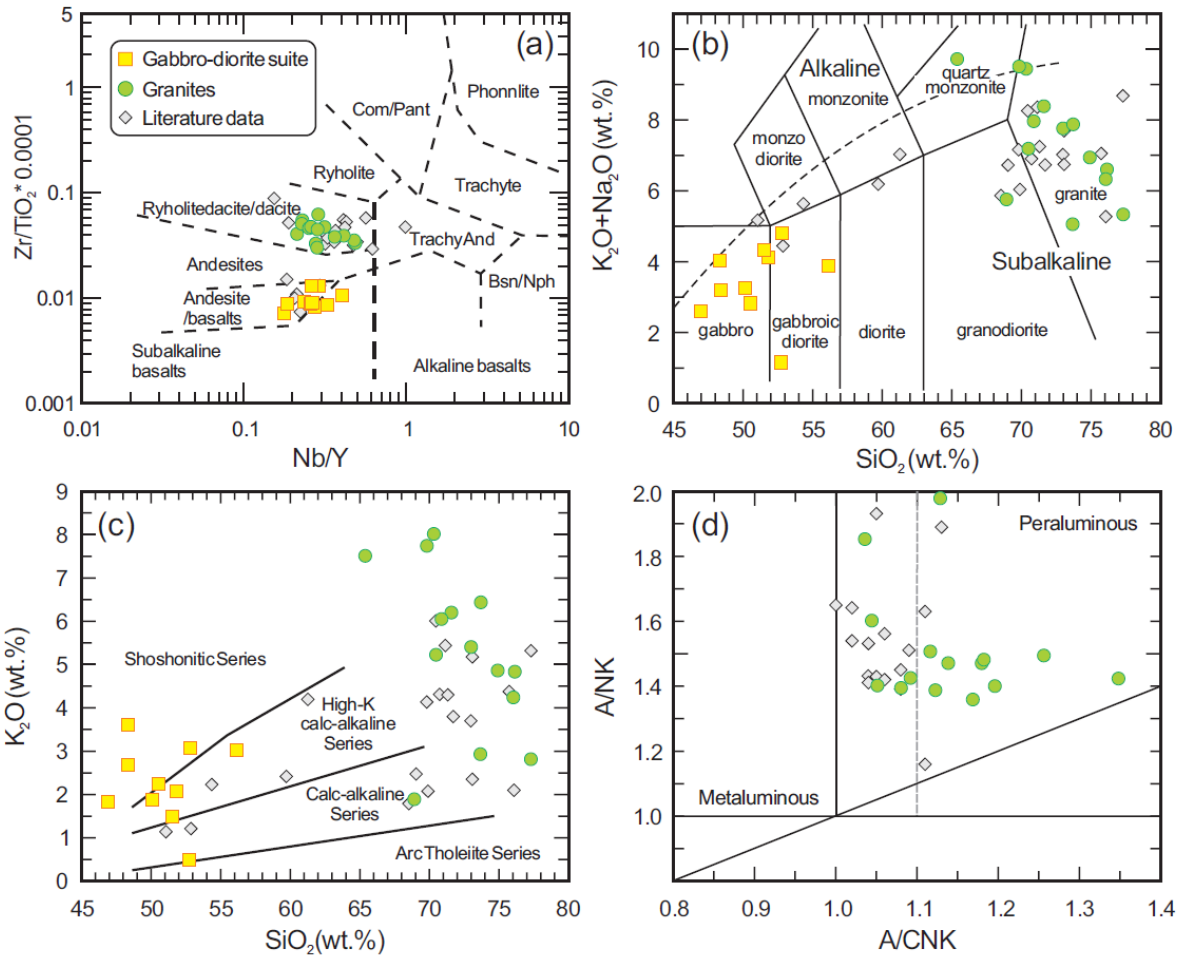 (a)
Gabbro-diorite suite
Granites
Literature data
Com/Pant
Phonnlite
Ryholite
Trachyte
Ryholitedacite/dacite
TrachyAnd
Andesites
Bsn/Nph
Andesite
/basalts
Subalkaline
basalts
Alkaline basalts
5
1
0.1
0.01
0.001
Zr/TiO2* 0.0001
0.01 0.1 1 10
Nb/Y
(b)
Alkaline
monzonite
quartz
monzonite
monzo
diorite
granite
Subalkaline
gabbro
gabbroic
diorite
diorite
granodiorite
10
8
6
4
2
0
K2O+Na2O (wt.%)
45 50 55 60 65 70 75 80
SiO2(wt.%)
(c)
Shoshonitic Series
High-K
calc-alkaline
Series
Calc-alkaline
Series
Arc Tholeiite Series
9
8
7
6
5
4
3
2
1
0
K2O (wt.%)
45 50 55 60 65 70 75 80
SiO2(wt.%)
(d)
Peraluminous
Metaluminous
2.0
1.8
1.6
1.4
1.2
1.0
A/NK
0.8 0.9 1.0 1.1 1.2 1.3 1.4
A/CNK